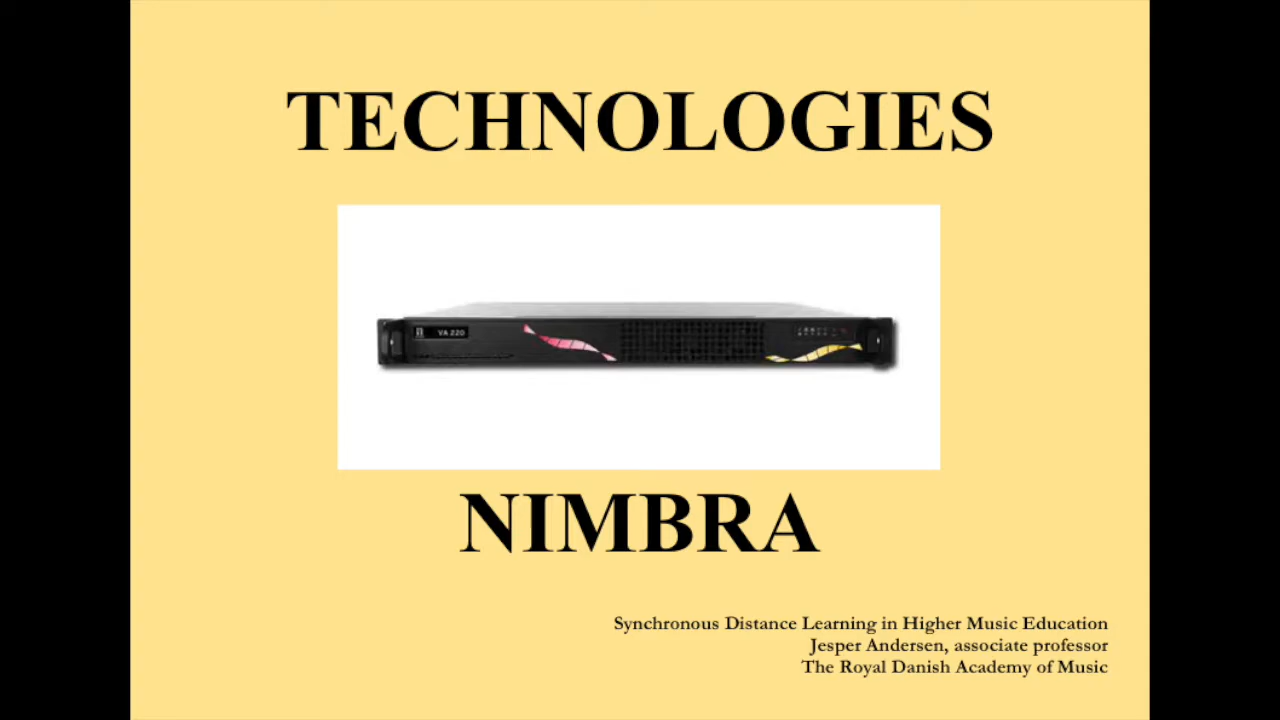 TECHNOLOGIES
VA 220
NIMBRA
Synchronous Distance Learning in Higher Music Education
Jesper Andersen, associate professor
The Royal Danish Academy of Music